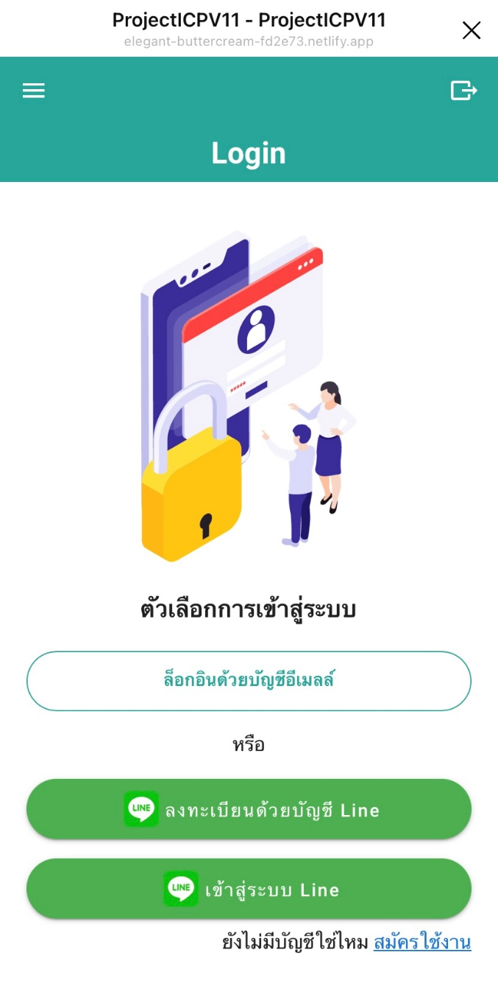 ProjectICPV11 - ProjectICPV11
elegant-buttercream-fd2e73.netlify.app
Login
*****
ตัวเลือกการเข้าสู่ระบบ
ล็อกอินด้วยบัญชีอีเมลล์
หรือ
LINE ลงทะเบียนด้วยบัญชี Line
LINE เข้าสู่ระบบ Line
ยังไม่มีบัญชีใช่ไหม สมัครใช้งาน